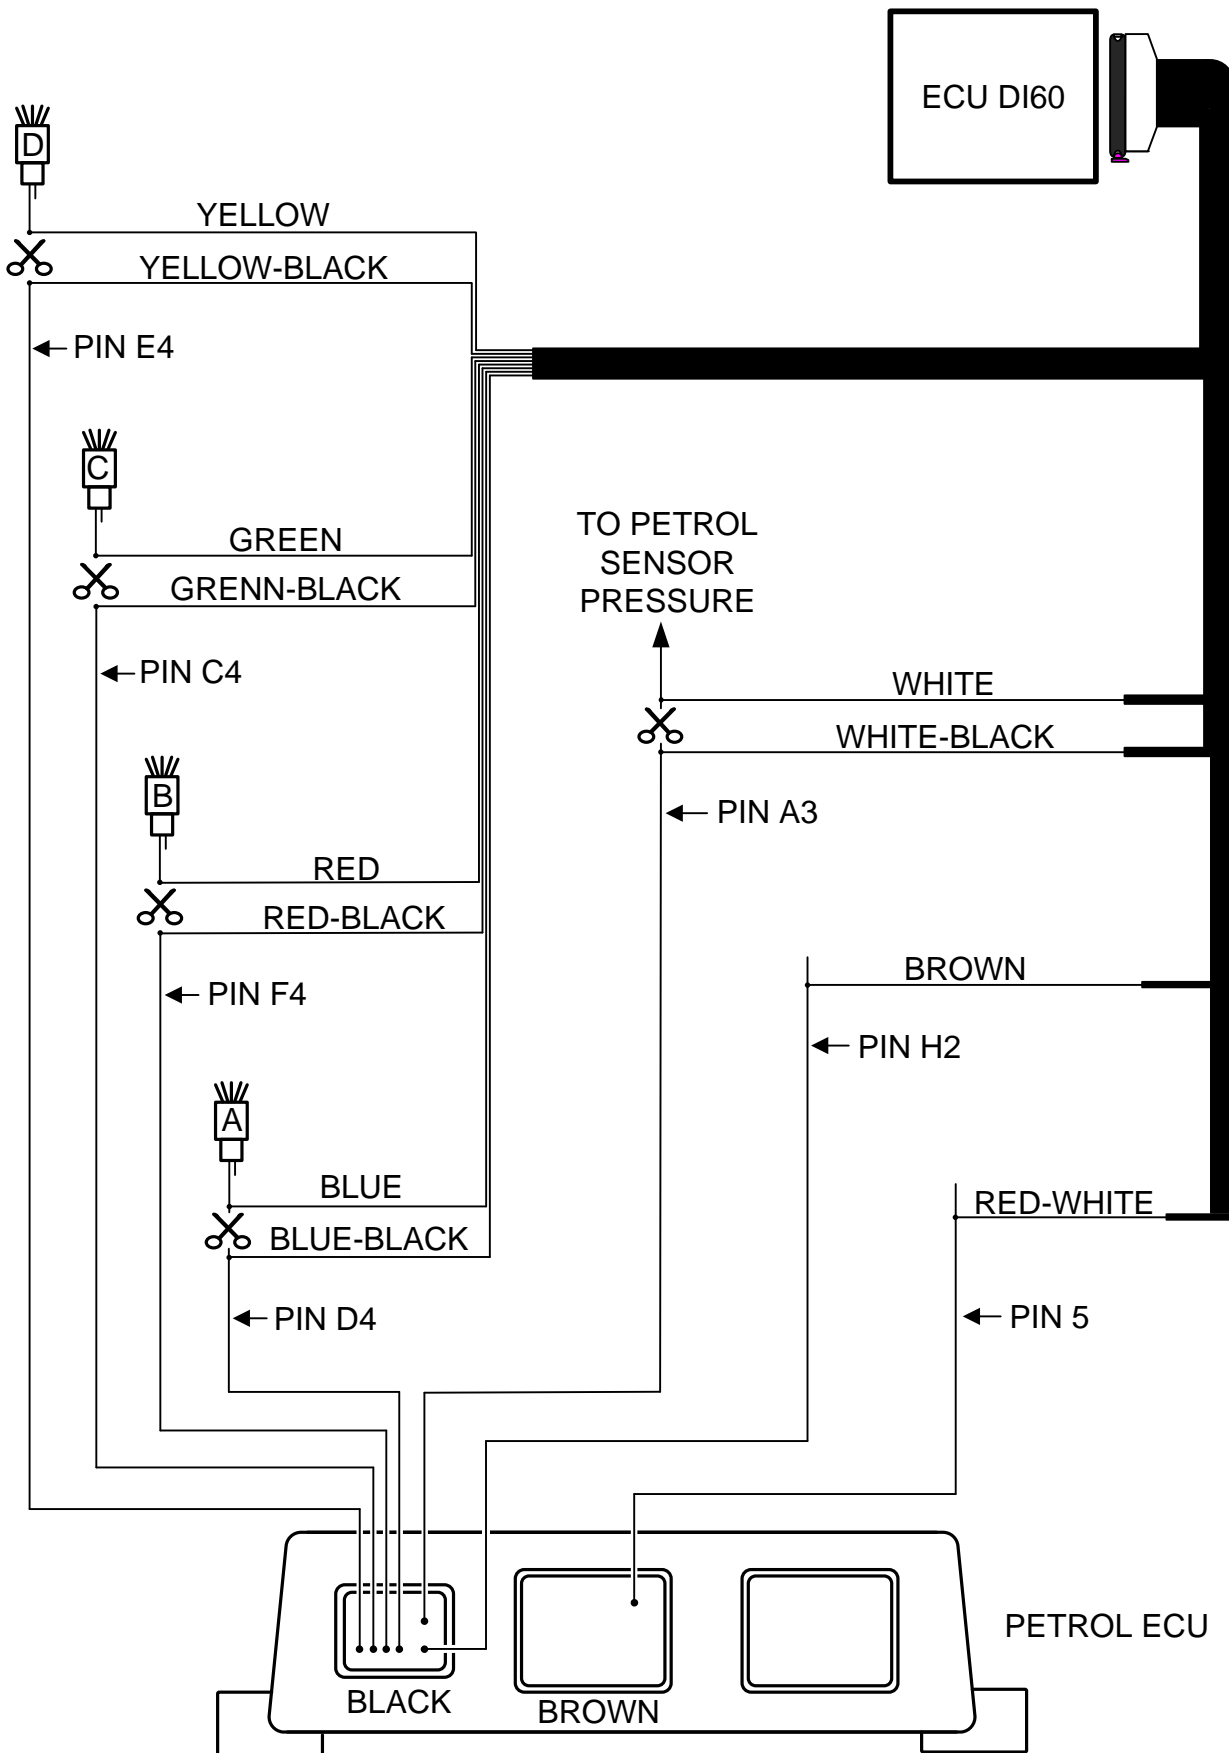 ECU DI60
D
YELLOW
YELLOW-BLACK
PIN E4
C
GREEN
GRENN-BLACK
PIN C4
TO PETROL
SENSOR
PRESSURE
WHITE
WHITE-BLACK
PIN A3
B
RED
RED-BLACK
PIN F4
BROWN
PIN H2
A
BLUE
BLUE-BLACK
PIN D4
RED-WHITE
PIN 5
PETROL ECU
BLACK
BROWN